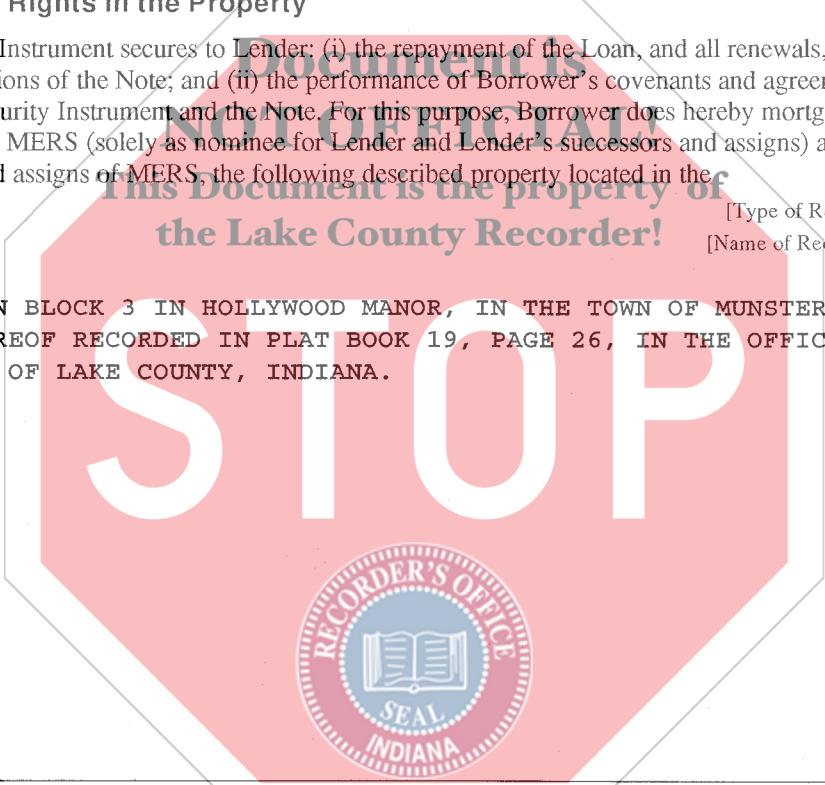 Rights in the Property
Document is
Instrument secures to Lender: (i) the repayment of the Loan, and all renewals,
ions of the Note; and (ii) the performance of Borrower's covenants and agreer
NOT OFFICIAL!
urity Instrument and the Note. For this purpose, Borrower does hereby mortg
MERS (solely as nominee for Lender and Lender's successors and assigns) a
d assigns of MERS, the following described property located in the
This Document is the property of
[Type of R
the Lake County Recorder!
[Name of Rec
N BLOCK 3 IN HOLLYWOOD MANOR, IN THE TOWN OF MUNSTER
REOF RECORDED IN PLAT BOOK 19, PAGE 26, IN THE OFFIC
OF LAKE COUNTY, INDIANA.
STOP
RECORDER'S OFFICE
SEAL
INDIANA